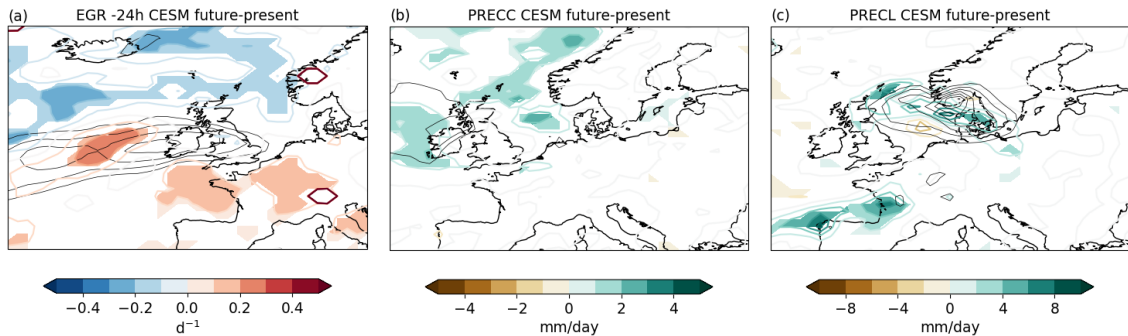 (a) EGR -24h CESM future-present
(b) PRECC CESM future-present
(c) PRECL CESM future-present
−0.4 −0.2 0.0 0.2 0.4
d⁻¹
−4 −2 0 2 4
mm/day
−8 −4 0 4 8
mm/day